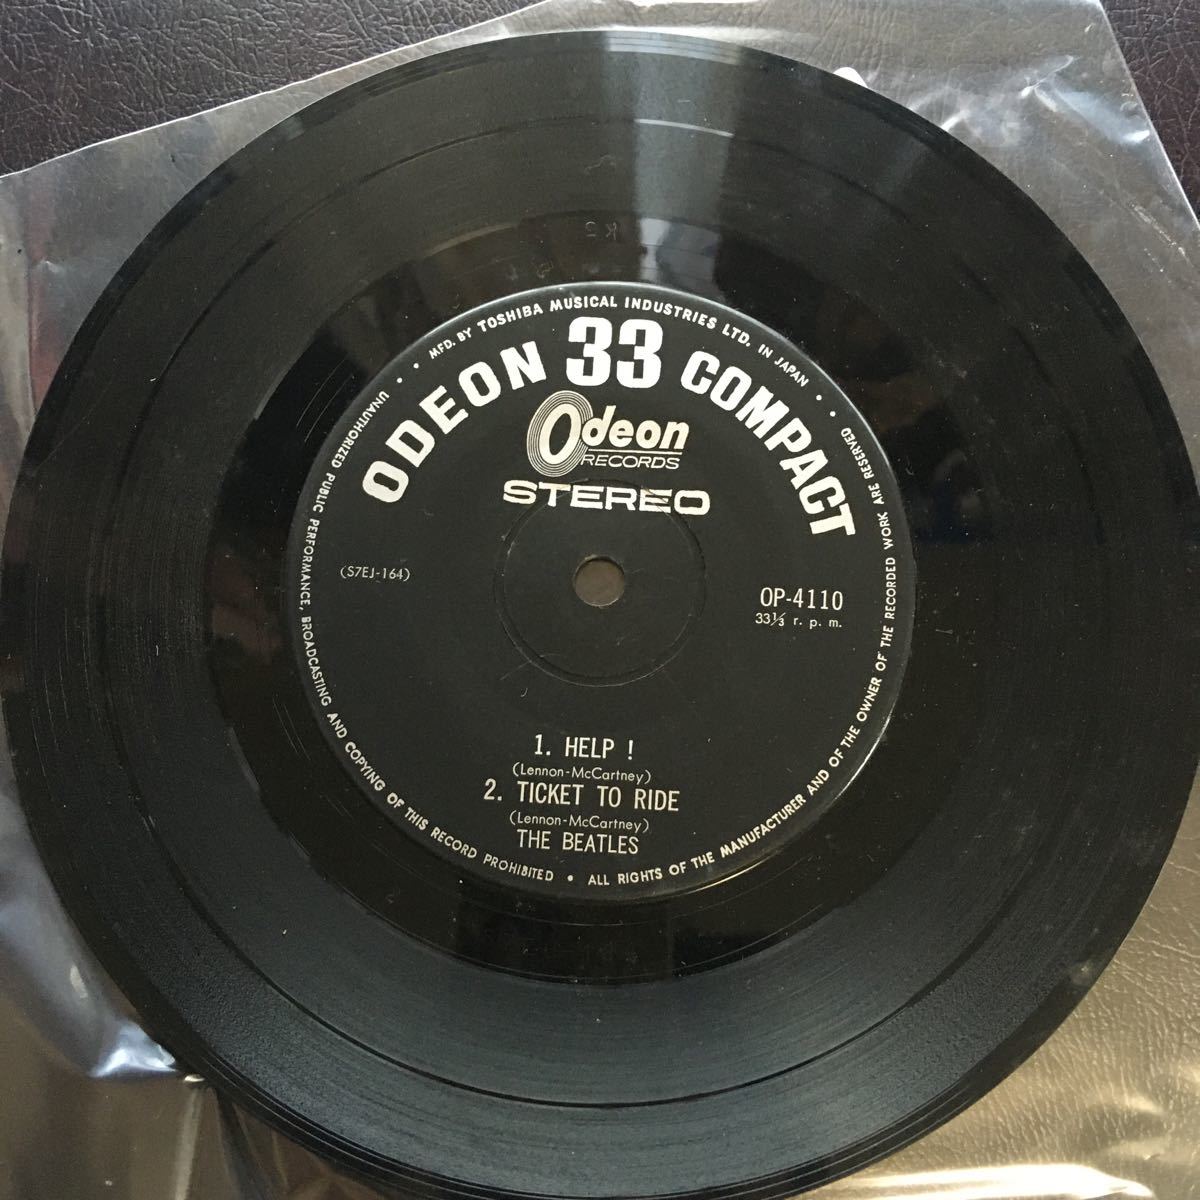 MFD. BY TOSHIBA MUSICAL INDUSTRIES LTD. IN JAPAN
ODEON 33 COMPACT
Odeon
RECORDS
STEREO
(S7EJ-164)
OP-4110
33⅓ r. p. m.
1. HELP !
(Lennon-McCartney)
2. TICKET TO RIDE
(Lennon-McCartney)
THE BEATLES
UNAUTHORIZED PUBLIC PERFORMANCE, BROADCASTING AND COPYING OF THIS RECORD PROHIBITED • ALL RIGHTS OF THE MANUFACTURER AND OF THE OWNER OF THE RECORDED WORK ARE RESERVED